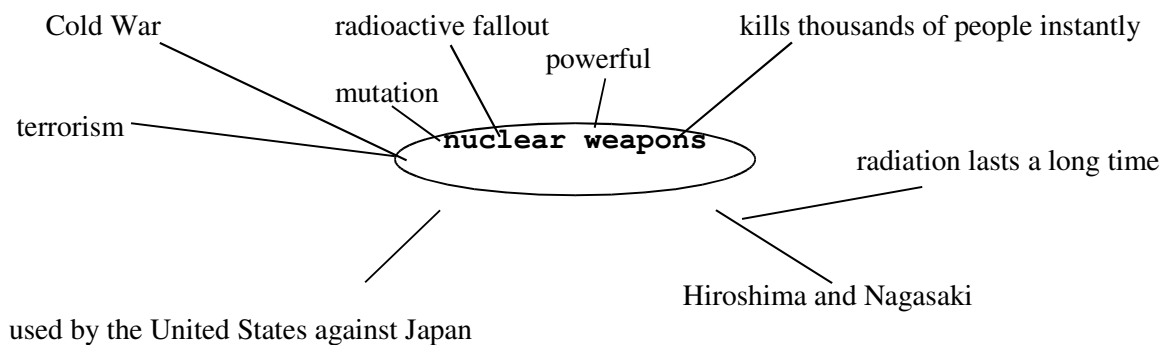 Cold War
radioactive fallout
kills thousands of people instantly
powerful
mutation
terrorism
nuclear weapons
radiation lasts a long time
Hiroshima and Nagasaki
used by the United States against Japan